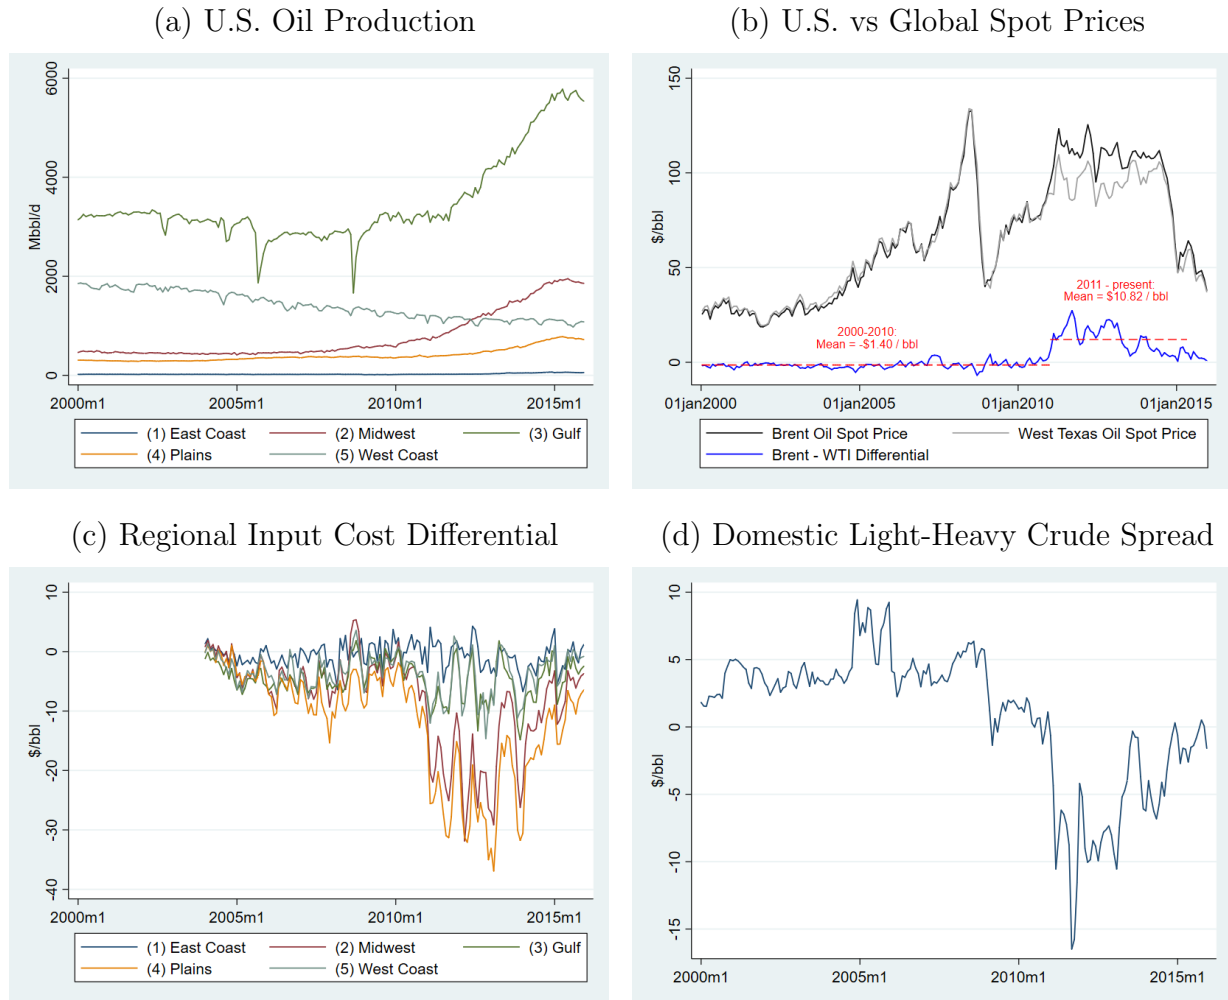 (a) U.S. Oil Production
6000
4000
2000
0
Mbbl/d
2000m1 2005m1 2010m1 2015m1
(1) East Coast (2) Midwest (3) Gulf
(4) Plains (5) West Coast
(b) U.S. vs Global Spot Prices
150
100
50
0
$/bbl
2011 - present:
Mean = $10.82 / bbl
2000-2010:
Mean = -$1.40 / bbl
01jan2000 01jan2005 01jan2010 01jan2015
Brent Oil Spot Price West Texas Oil Spot Price
Brent - WTI Differential
(c) Regional Input Cost Differential
10
0
-10
-20
-30
-40
$/bbl
2000m1 2005m1 2010m1 2015m1
(1) East Coast (2) Midwest (3) Gulf
(4) Plains (5) West Coast
(d) Domestic Light-Heavy Crude Spread
10
5
0
-5
-10
-15
$/bbl
2000m1 2005m1 2010m1 2015m1